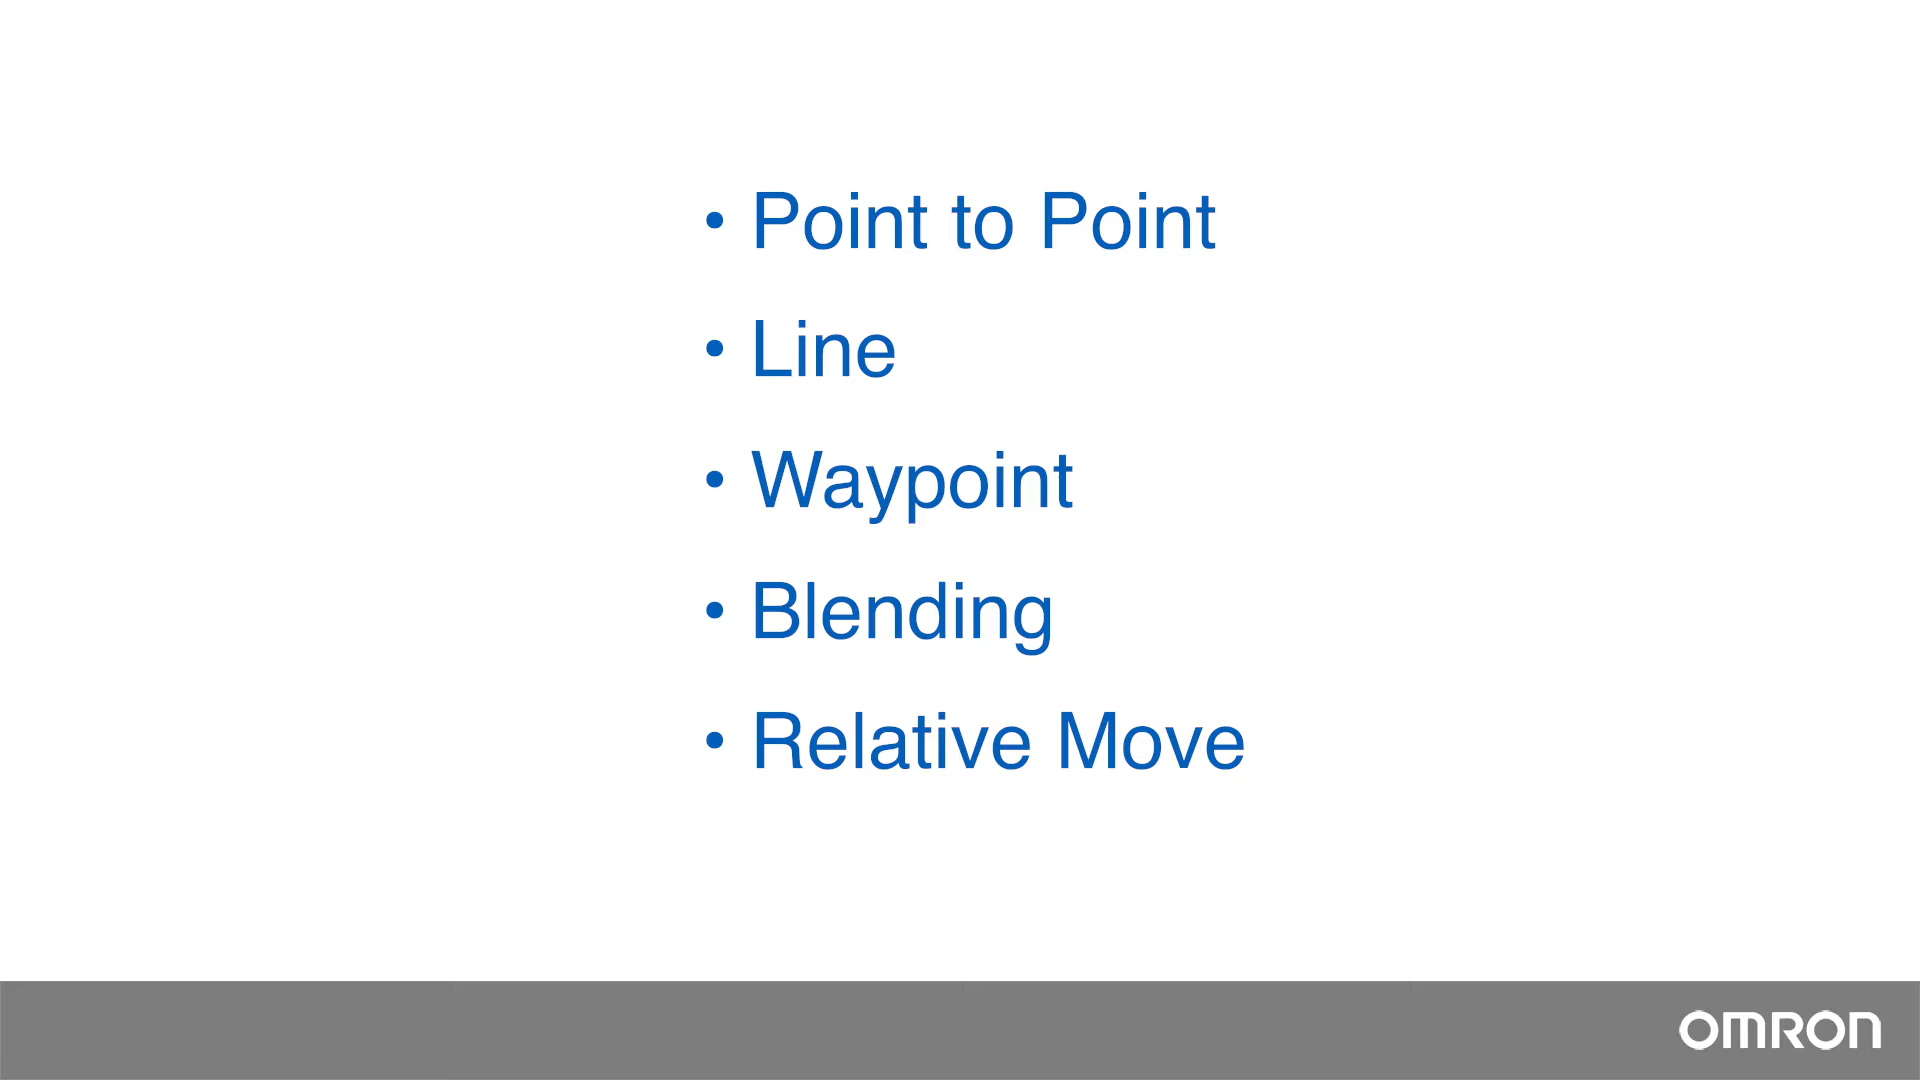 • Point to Point
• Line
• Waypoint
• Blending
• Relative Move
OMRON